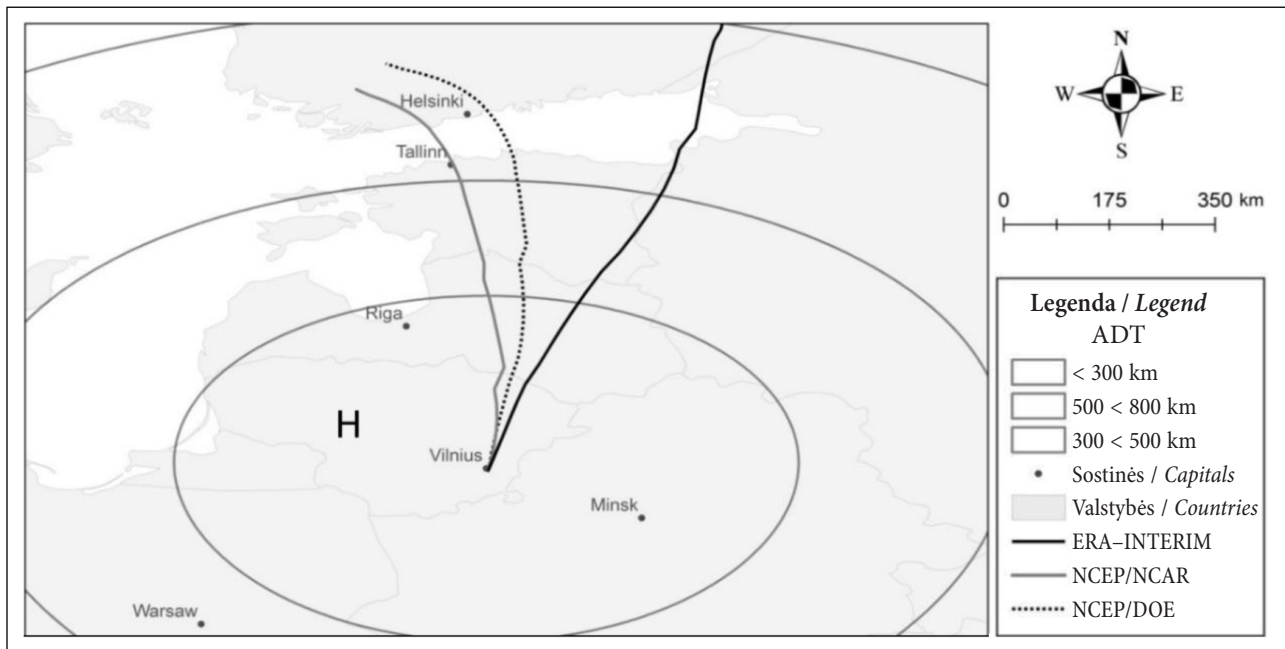 Helsinki
Tallinn
Riga
H
Vilnius
Minsk
Warsaw
N
W E
S
0 175 350 km
Legenda / Legend
ADT
< 300 km
500 < 800 km
300 < 500 km
Sostinės / Capitals
Valstybės / Countries
ERA–INTERIM
NCEP/NCAR
NCEP/DOE